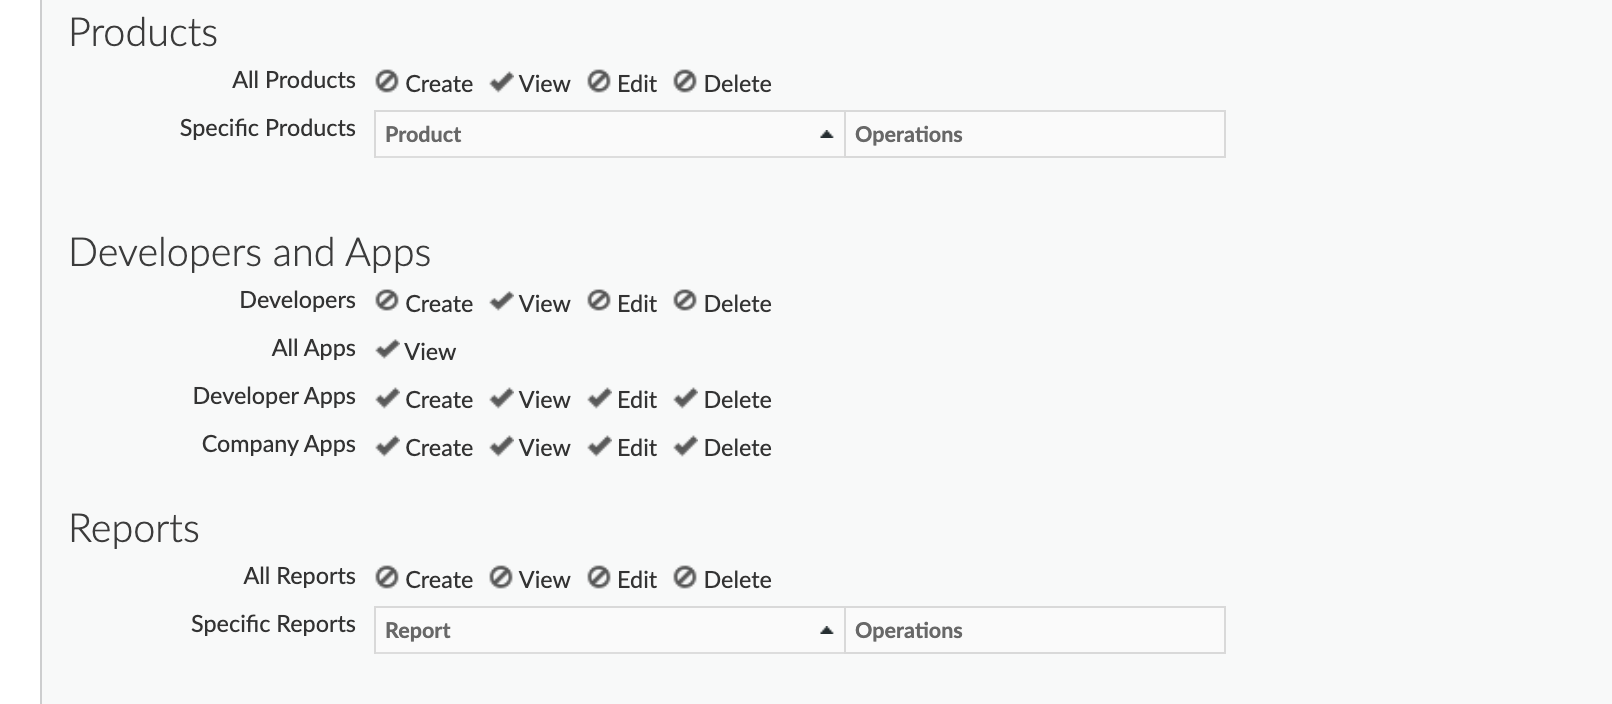 Products
All Products Create View Edit Delete
Specific Products Product Operations
Developers and Apps
Developers Create View Edit Delete
All Apps View
Developer Apps Create View Edit Delete
Company Apps Create View Edit Delete
Reports
All Reports Create View Edit Delete
Specific Reports Report Operations